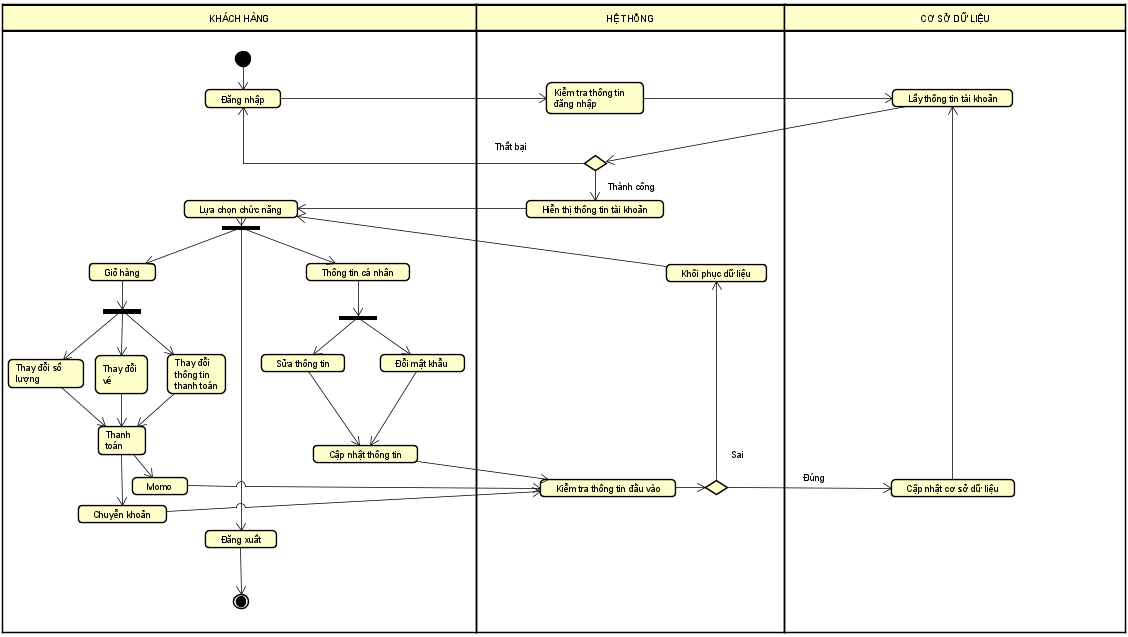 KHÁCH HÀNG
HỆ THỐNG
CƠ SỞ DỮ LIỆU
Đăng nhập
Kiểm tra thông tin
đăng nhập
Lấy thông tin tài khoản
Thất bại
Thành công
Lựa chọn chức năng
Hiển thị thông tin tài khoản
Giỏ hàng
Thông tin cá nhân
Khôi phục dữ liệu
Thay đổi số
lượng
Thay đổi
vé
Thay đổi
thông tin
thanh toán
Sửa thông tin
Đổi mật khẩu
Thanh
toán
Cập nhật thông tin
Sai
Momo
Kiểm tra thông tin đầu vào
Đúng
Cập nhật cơ sở dữ liệu
Chuyển khoản
Đăng xuất